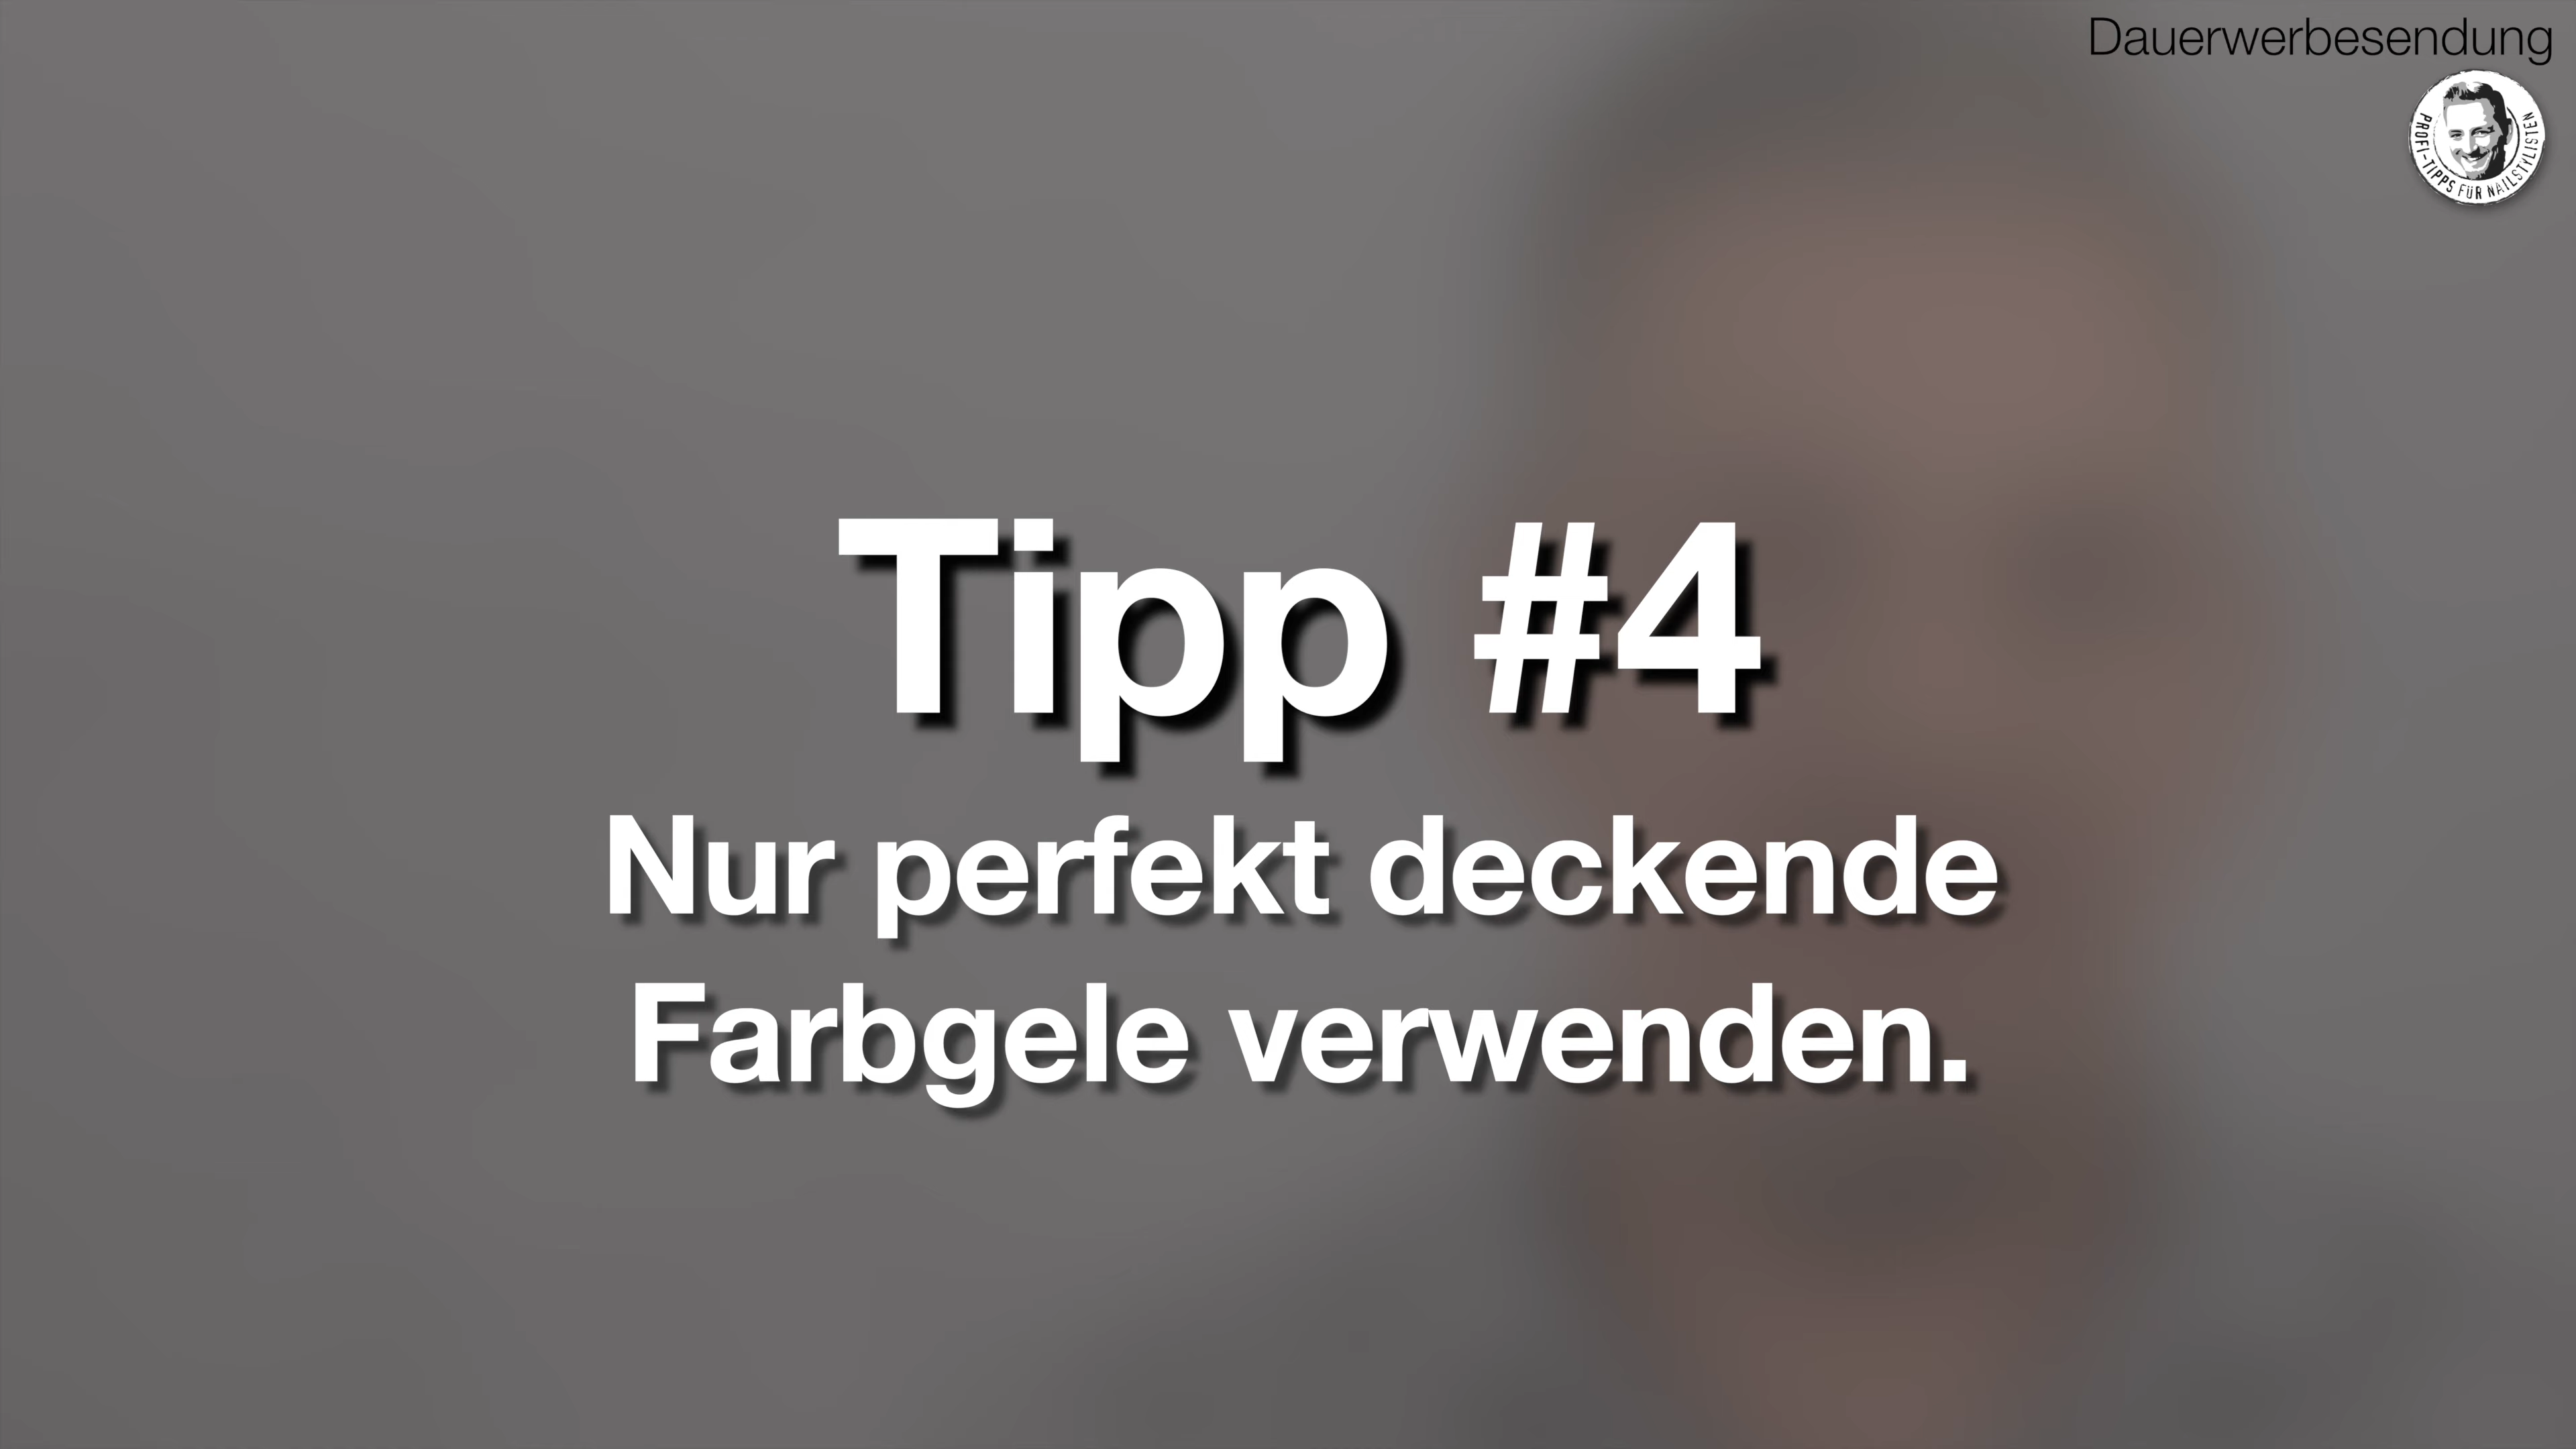 Dauerwerbesendung
PROFI-TIPPS FÜR NAILSTYLISTEN
Tipp #4
Nur perfekt deckende
Farbgele verwenden.